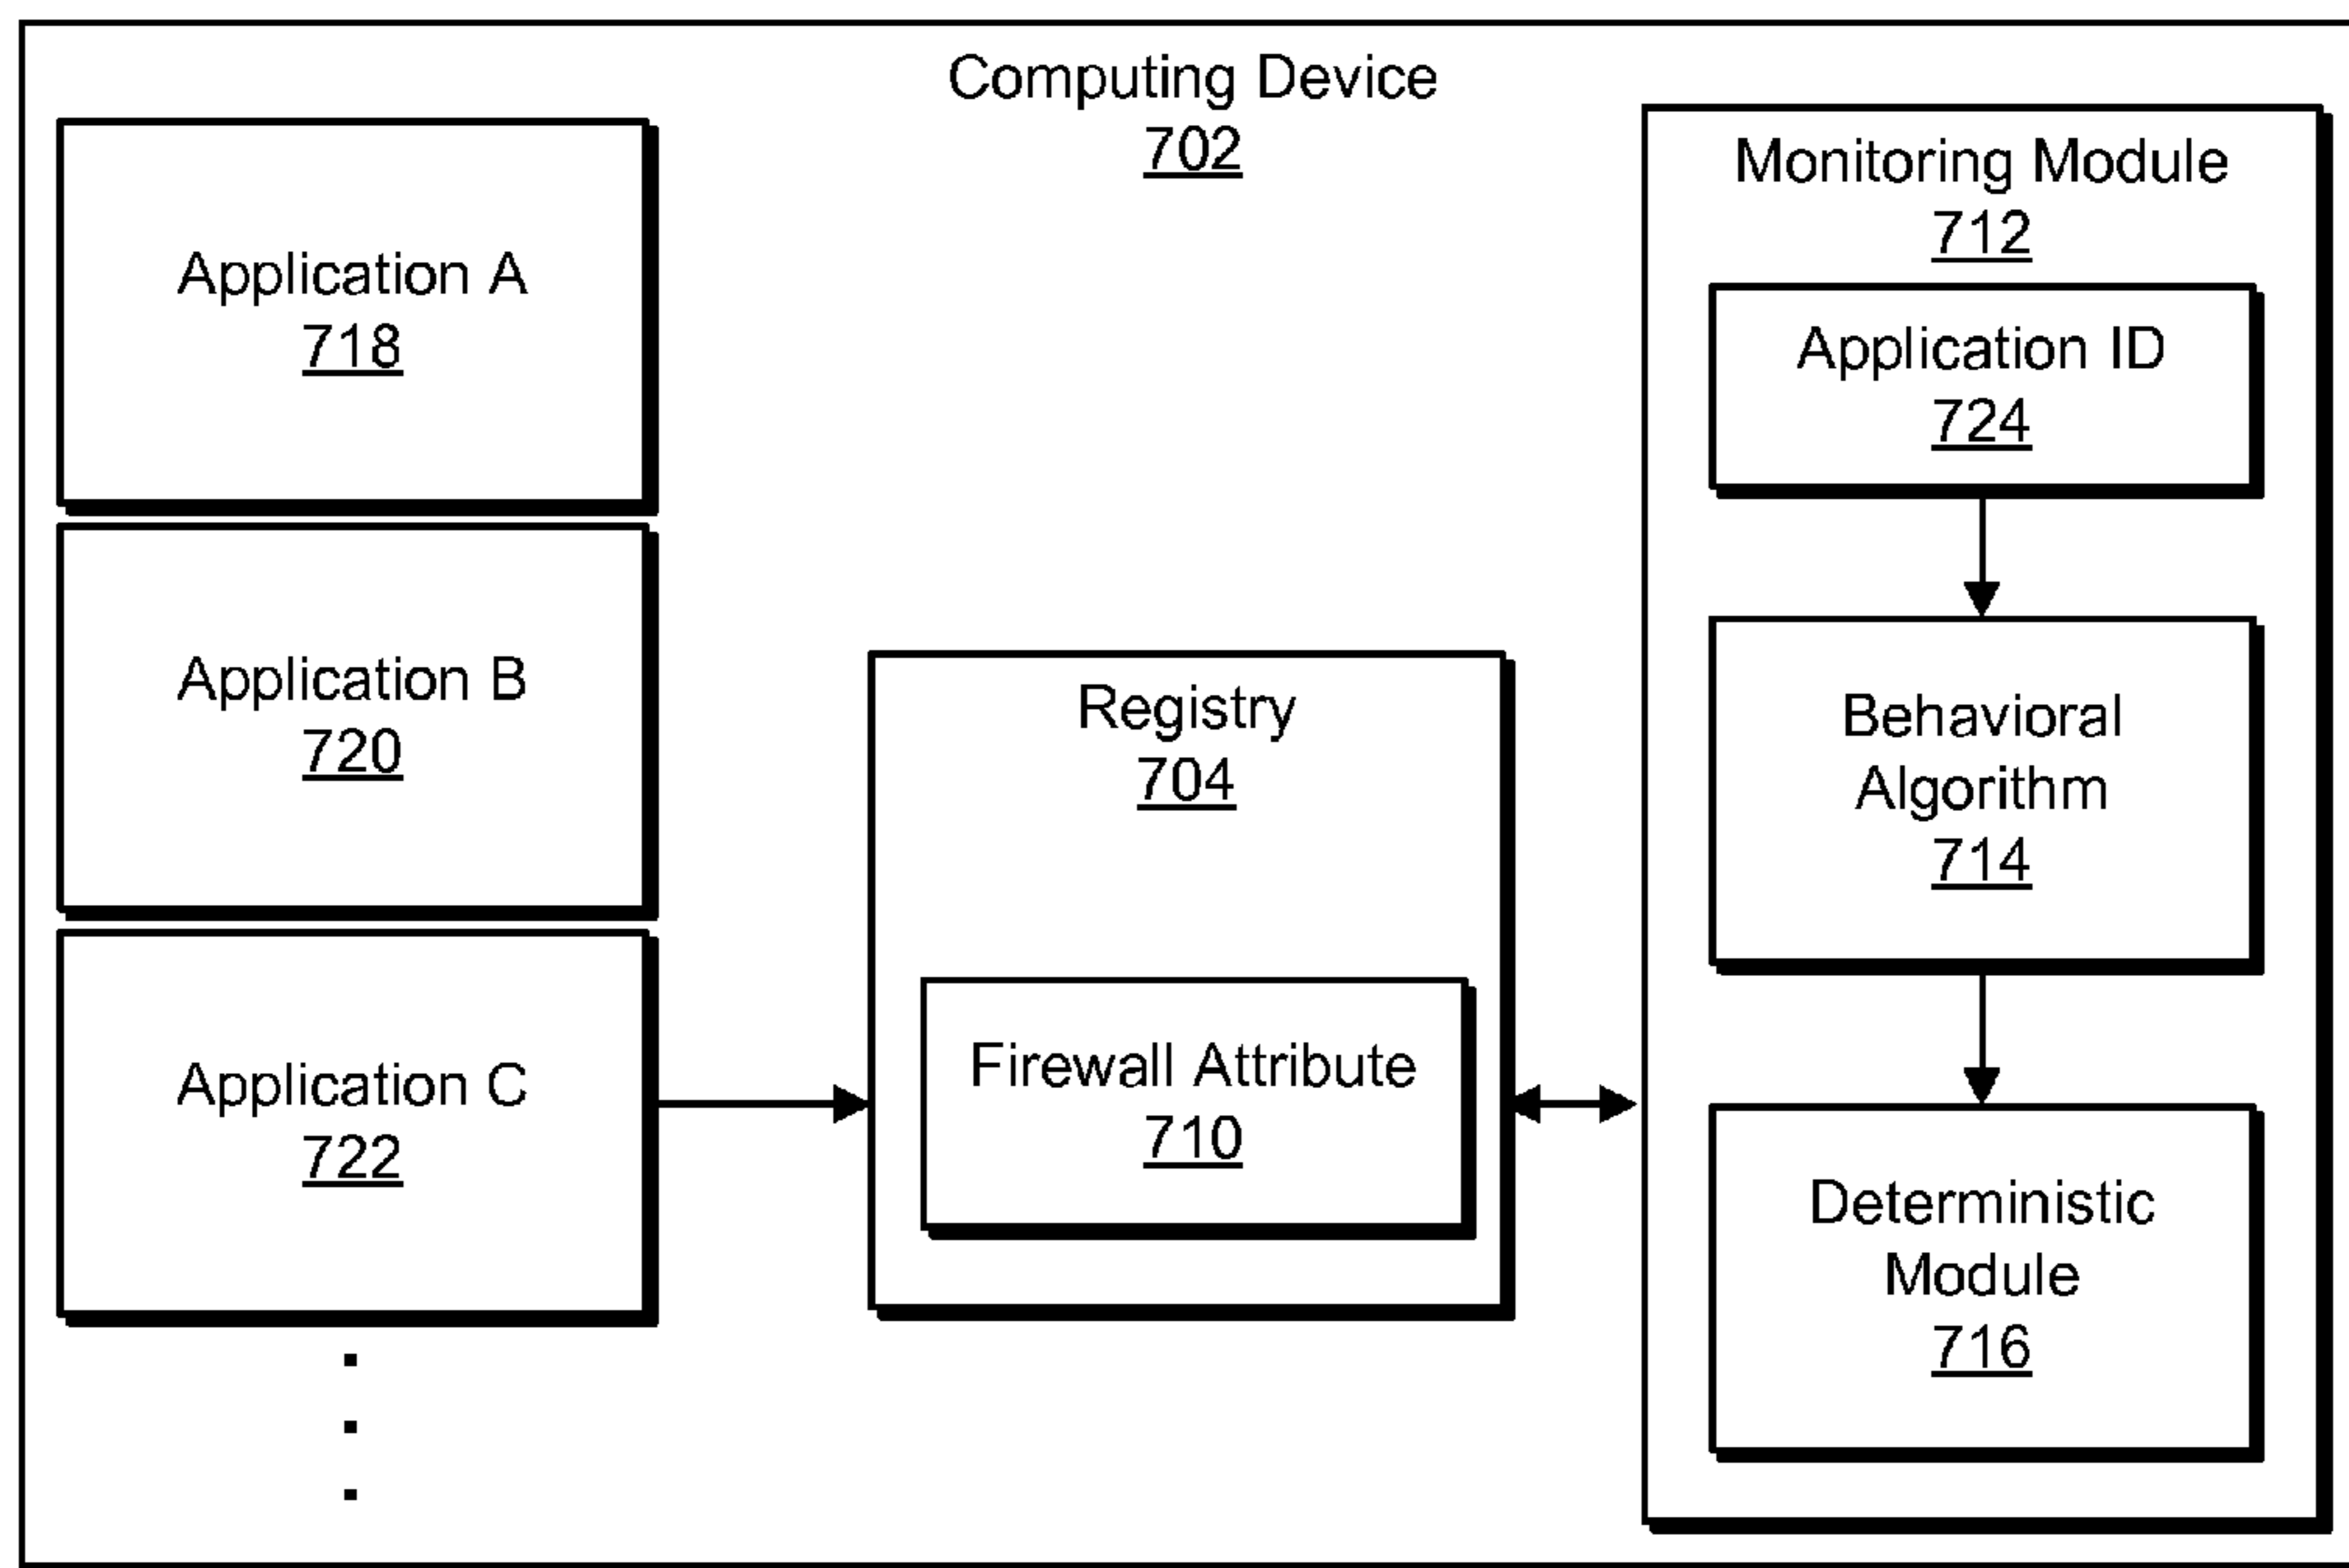 Computing Device
702
Application A
718
Application B
720
Application C
722
Registry
704
Firewall Attribute
710
Monitoring Module
712
Application ID
724
Behavioral
Algorithm
714
Deterministic
Module
716